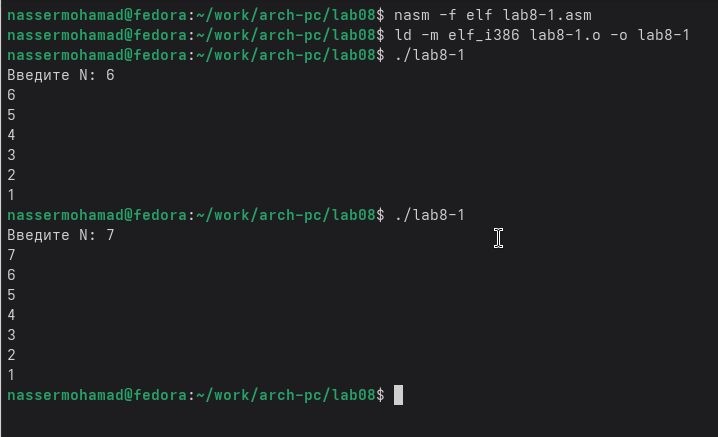 nassermohamad@fedora:~/work/arch-pc/lab08$ nasm -f elf lab8-1.asm
nassermohamad@fedora:~/work/arch-pc/lab08$ ld -m elf_i386 lab8-1.o -o lab8-1
nassermohamad@fedora:~/work/arch-pc/lab08$ ./lab8-1
Введите N: 6
6
5
4
3
2
1
nassermohamad@fedora:~/work/arch-pc/lab08$ ./lab8-1
Введите N: 7
7
6
5
4
3
2
1
nassermohamad@fedora:~/work/arch-pc/lab08$